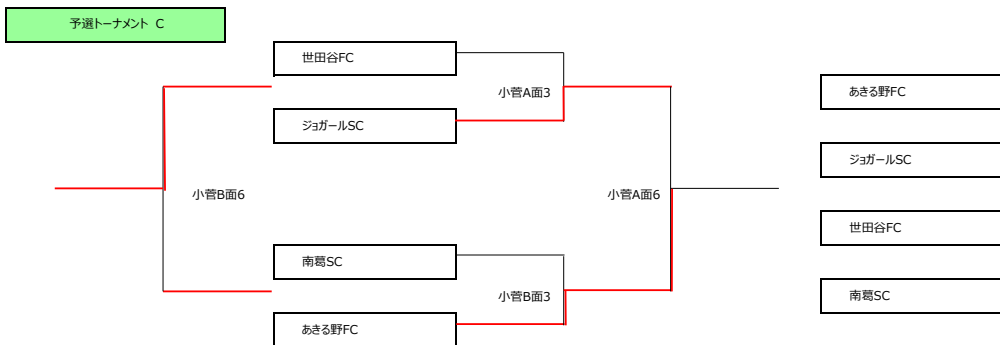 予選トーナメント C
世田谷FC
小菅A面3
あきる野FC
ジョガールSC
ジョガールSC
小菅B面6
小菅A面6
世田谷FC
南葛SC
小菅B面3
南葛SC
あきる野FC